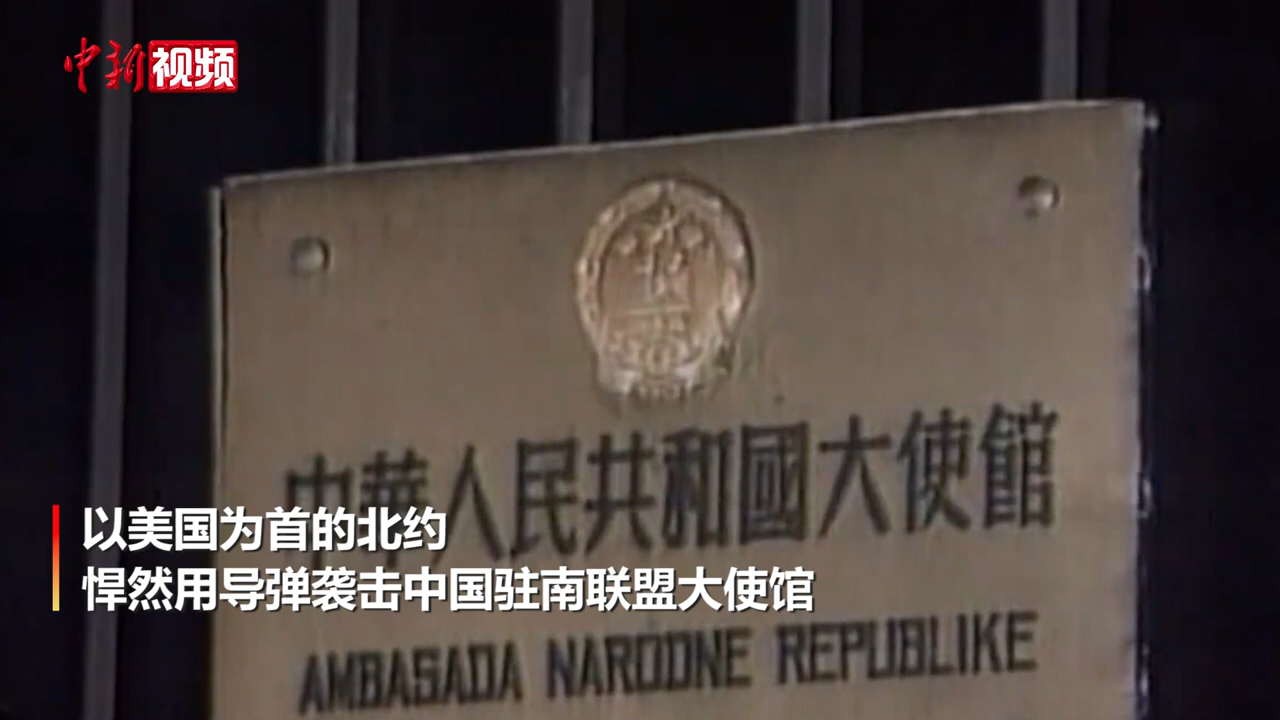 中新视频
中華人民共和國大使館
以美国为首的北约
悍然用导弹袭击中国驻南联盟大使馆
AMBASADA NARODNE REPUBLIKE